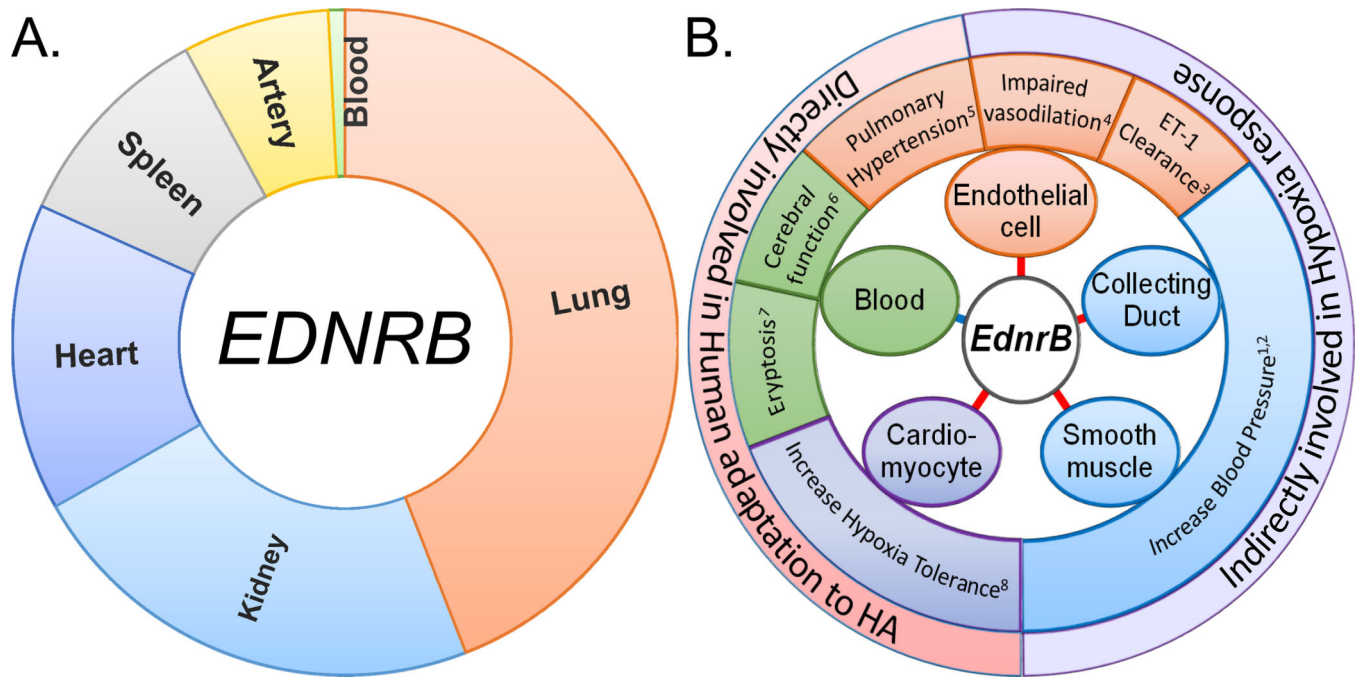 A.
Blood
Artery
Spleen
Heart
Kidney
Lung
EDNRB
B.
Directly involved in Human adaptation to HA
Indirectly involved in Hypoxia response
Pulmonary
Hypertension⁵
Impaired
vasodilation⁴
ET-1
Clearance³
Cerebral
function⁶
Eryptosis⁷
Increase Hypoxia Tolerance⁸
Increase Blood Pressure¹,²
Endothelial
cell
Blood
Collecting
Duct
EdnrB
Cardio-
myocyte
Smooth
muscle